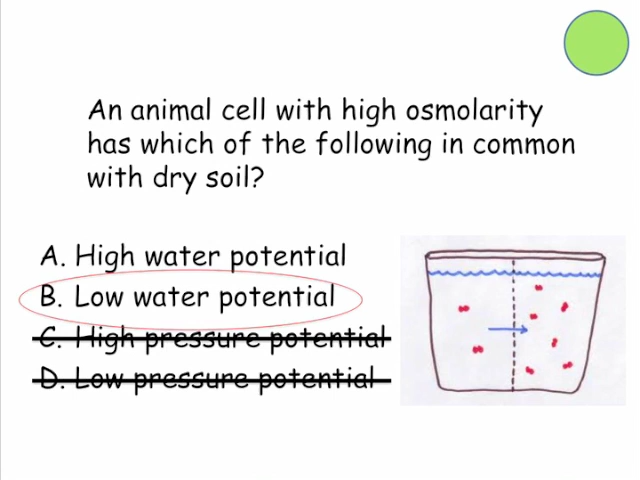 An animal cell with high osmolarity
has which of the following in common
with dry soil?
A. High water potential
B. Low water potential
C. High pressure potential
D. Low pressure potential